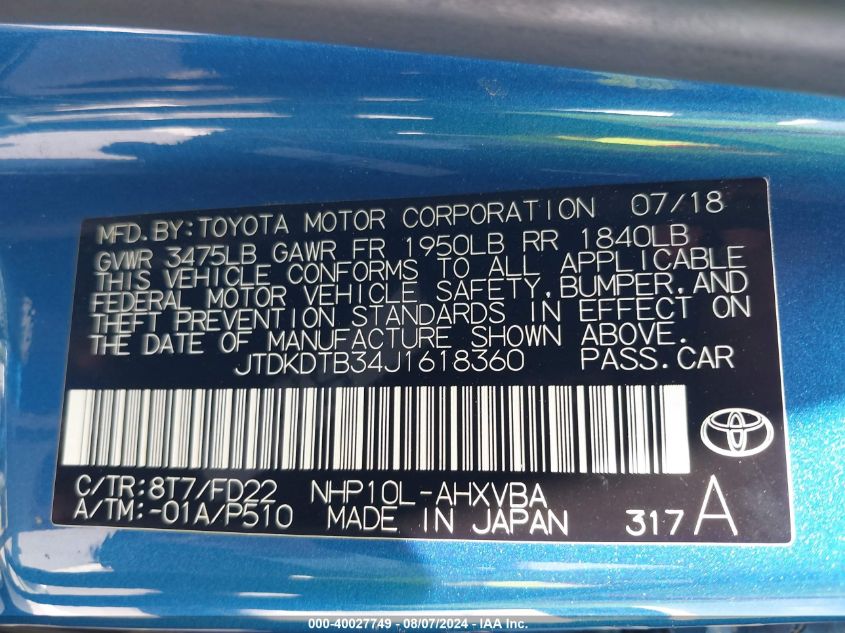 MFD. BY: TOYOTA MOTOR CORPORATION 07/18
GVWR 3475LB GAWR FR 1950LB RR 1840LB
THIS VEHICLE CONFORMS TO ALL APPLICABLE
FEDERAL MOTOR VEHICLE SAFETY, BUMPER, AND
THEFT PREVENTION STANDARDS IN EFFECT ON
THE DATE OF MANUFACTURE SHOWN ABOVE.
JTDKDTB34J1618360 PASS. CAR
C/TR: 8T7/FD22 NHP10L-AHXVBA
A/TM: -01A/P510 MADE IN JAPAN 317 A
000-40027749 - 08/07/2024 - IAA Inc.